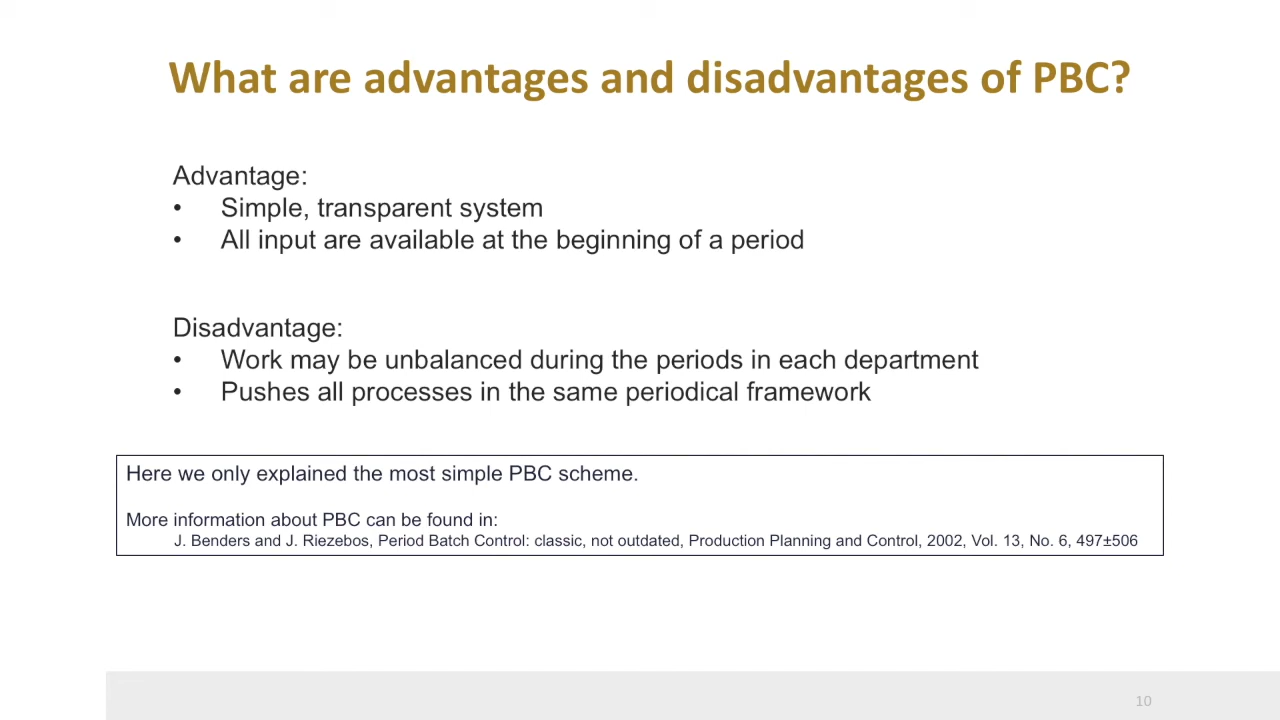 What are advantages and disadvantages of PBC?
Advantage:
• Simple, transparent system
• All input are available at the beginning of a period
Disadvantage:
• Work may be unbalanced during the periods in each department
• Pushes all processes in the same periodical framework
Here we only explained the most simple PBC scheme.
More information about PBC can be found in:
J. Benders and J. Riezebos, Period Batch Control: classic, not outdated, Production Planning and Control, 2002, Vol. 13, No. 6, 497±506
10